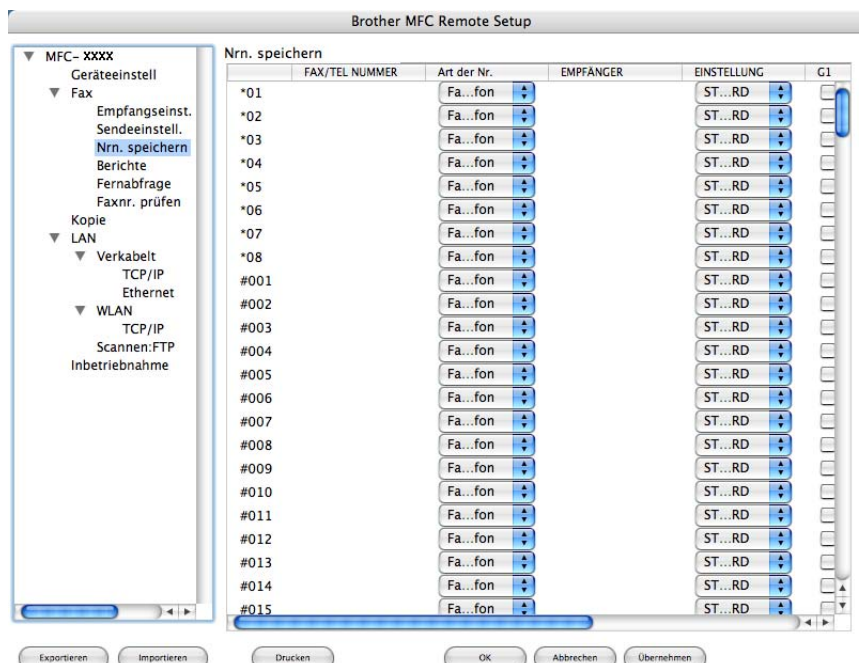 Brother MFC Remote Setup
MFC- XXXX
Geräteeinstell
Fax
Empfangseinst.
Sendeeinstell.
Nrn. speichern
Berichte
Fernabfrage
Faxnr. prüfen
Kopie
LAN
Verkabelt
TCP/IP
Ethernet
WLAN
TCP/IP
Scannen:FTP
Inbetriebnahme
Nrn. speichern
FAX/TEL NUMMER Art der Nr. EMPFÄNGER EINSTELLUNG G1
*01 Fa...fon ST...RD
*02 Fa...fon ST...RD
*03 Fa...fon ST...RD
*04 Fa...fon ST...RD
*05 Fa...fon ST...RD
*06 Fa...fon ST...RD
*07 Fa...fon ST...RD
*08 Fa...fon ST...RD
#001 Fa...fon ST...RD
#002 Fa...fon ST...RD
#003 Fa...fon ST...RD
#004 Fa...fon ST...RD
#005 Fa...fon ST...RD
#006 Fa...fon ST...RD
#007 Fa...fon ST...RD
#008 Fa...fon ST...RD
#009 Fa...fon ST...RD
#010 Fa...fon ST...RD
#011 Fa...fon ST...RD
#012 Fa...fon ST...RD
#013 Fa...fon ST...RD
#014 Fa...fon ST...RD
#015 Fa...fon ST...RD
Exportieren Importieren Drucken OK Abbrechen Übernehmen